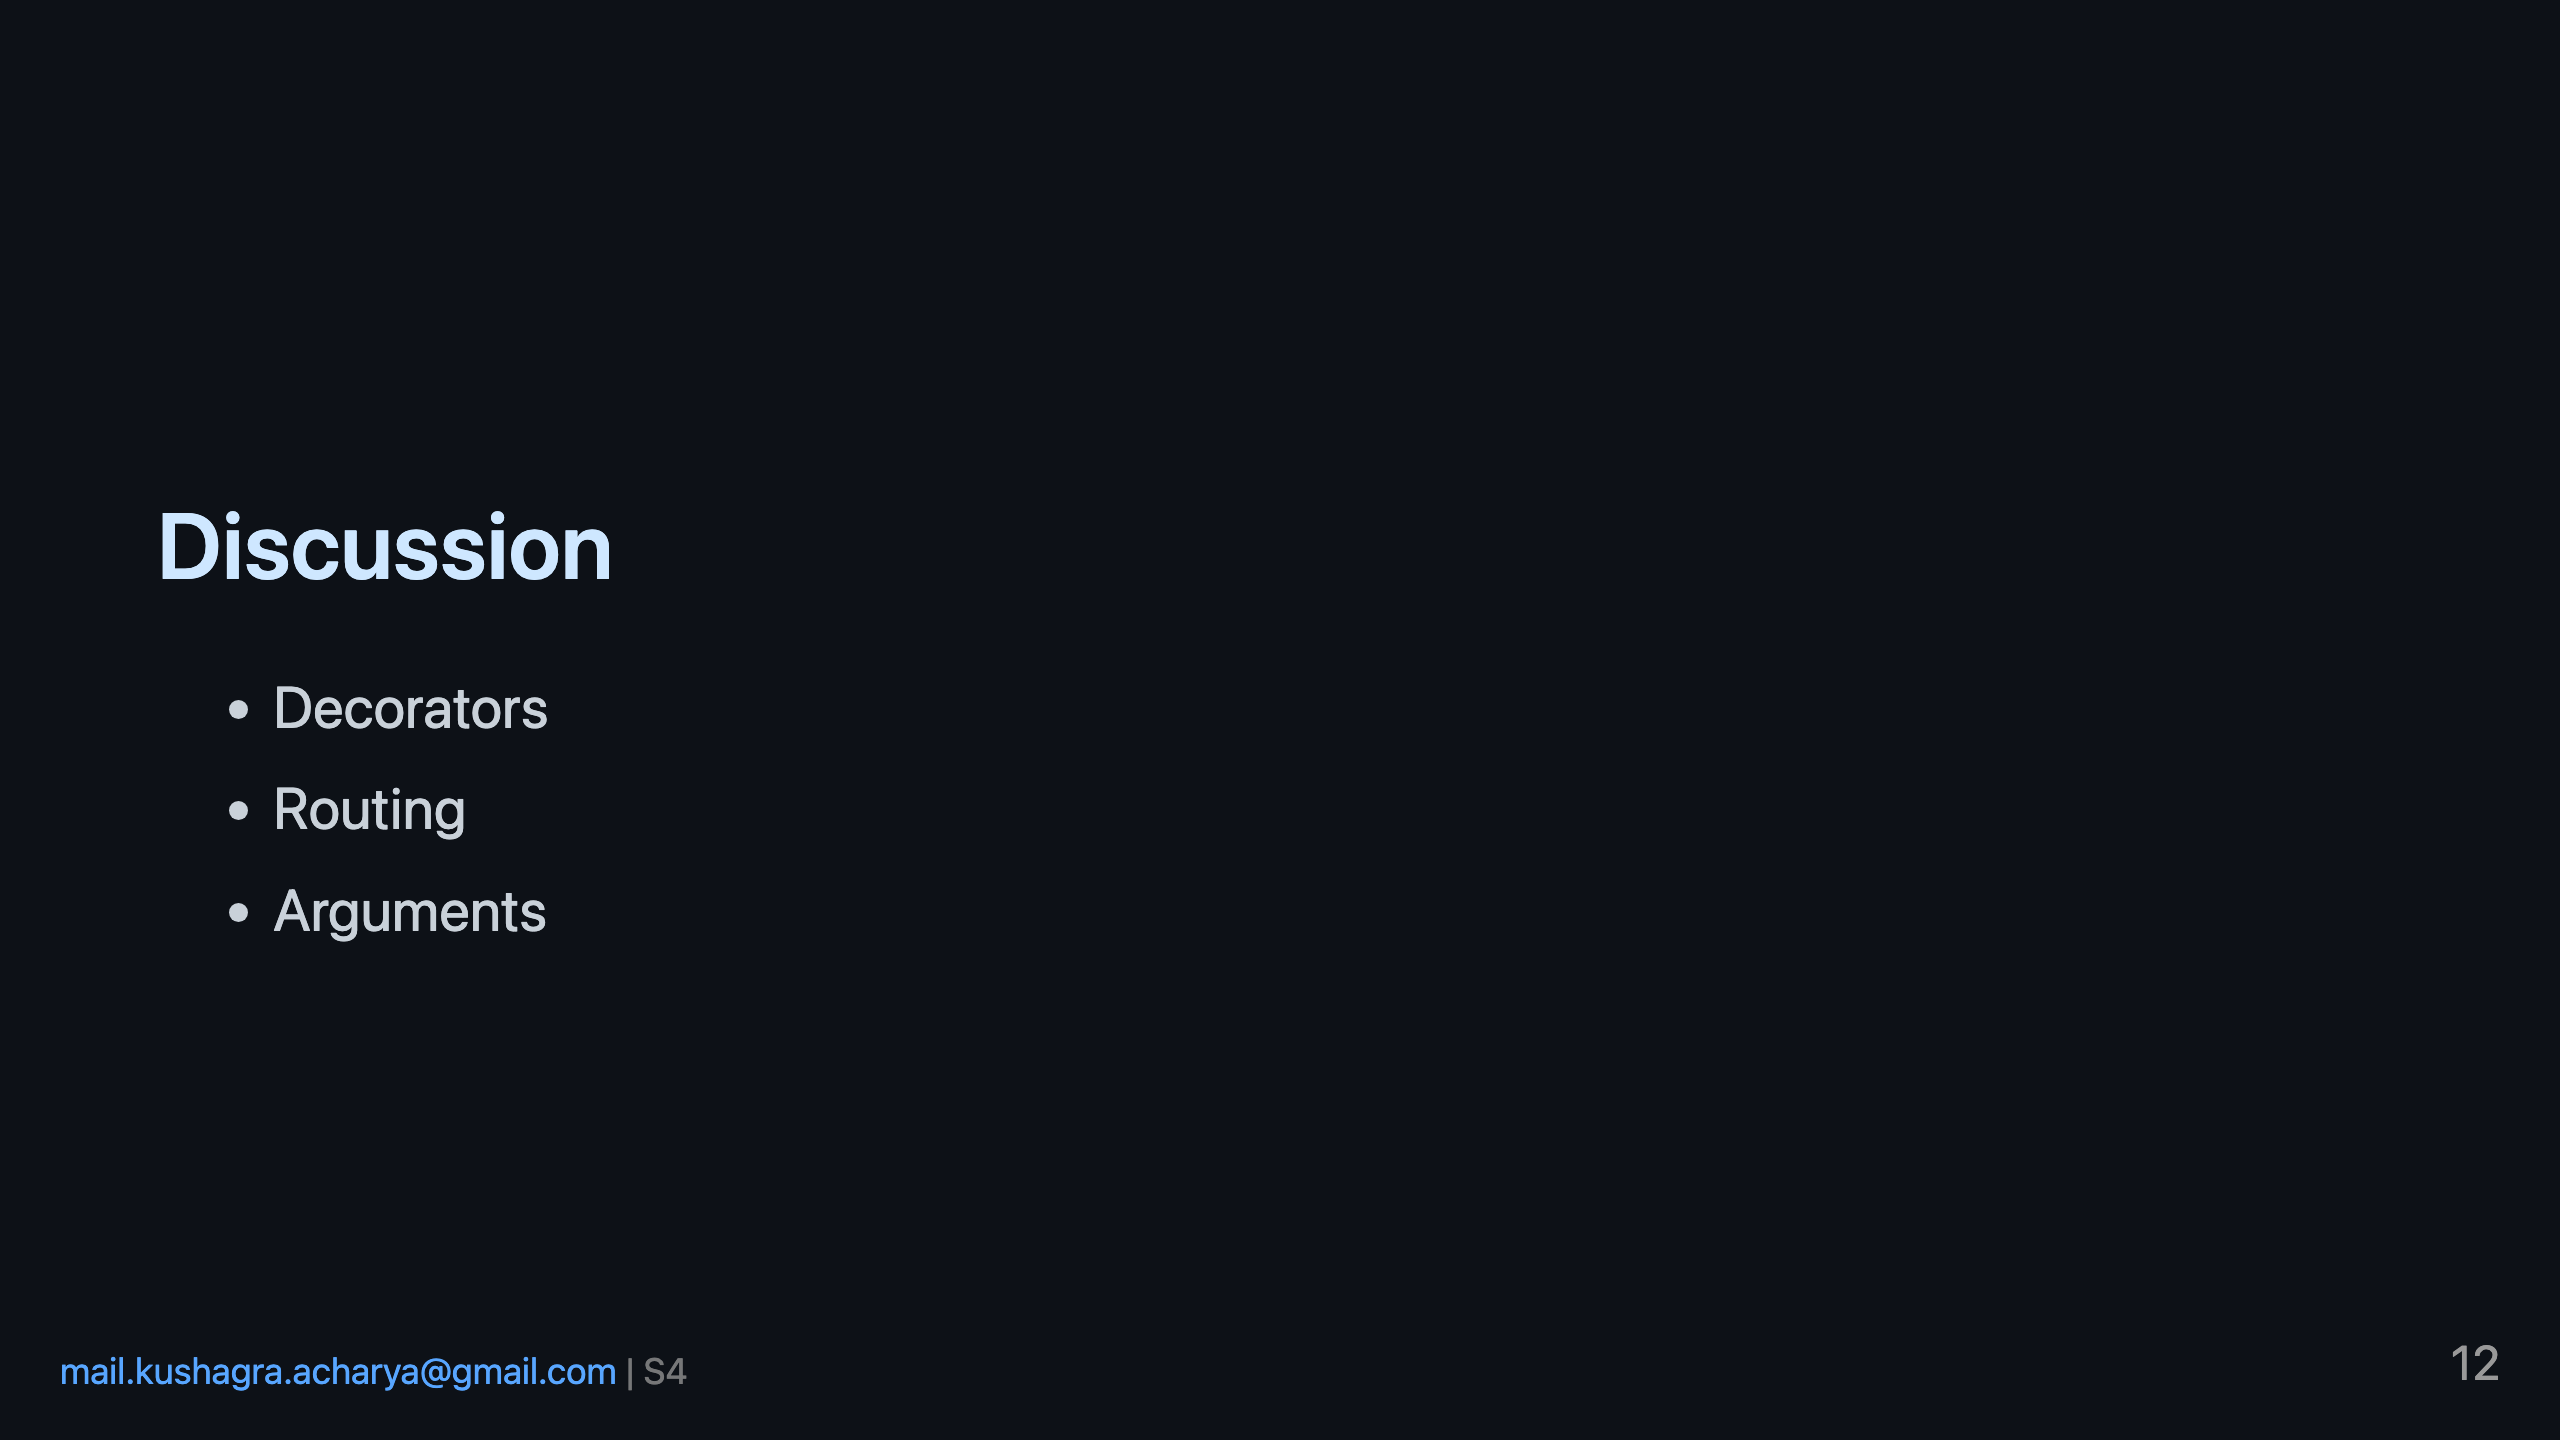 Discussion
• Decorators
• Routing
• Arguments
mail.kushagra.acharya@gmail.com | S4
12